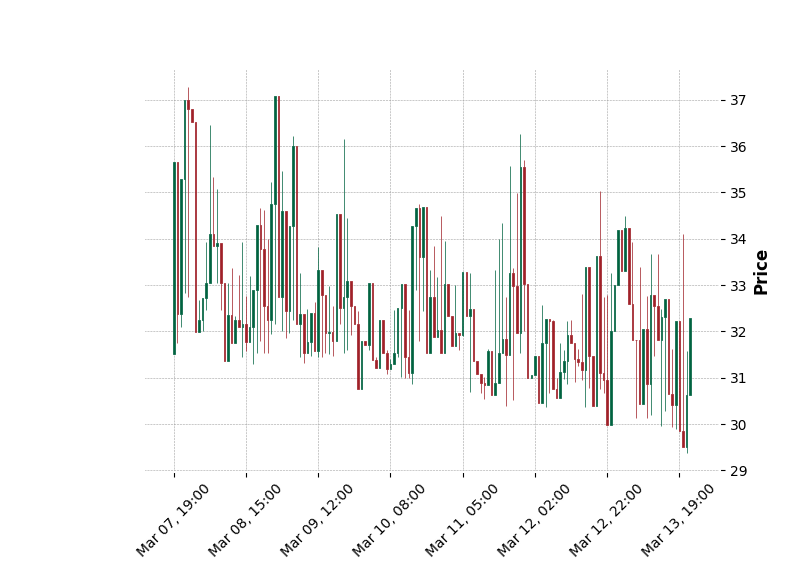 37
36
35
34
33
32
31
30
29
Price
Mar 07, 19:00
Mar 08, 15:00
Mar 09, 12:00
Mar 10, 08:00
Mar 11, 05:00
Mar 12, 02:00
Mar 12, 22:00
Mar 13, 19:00